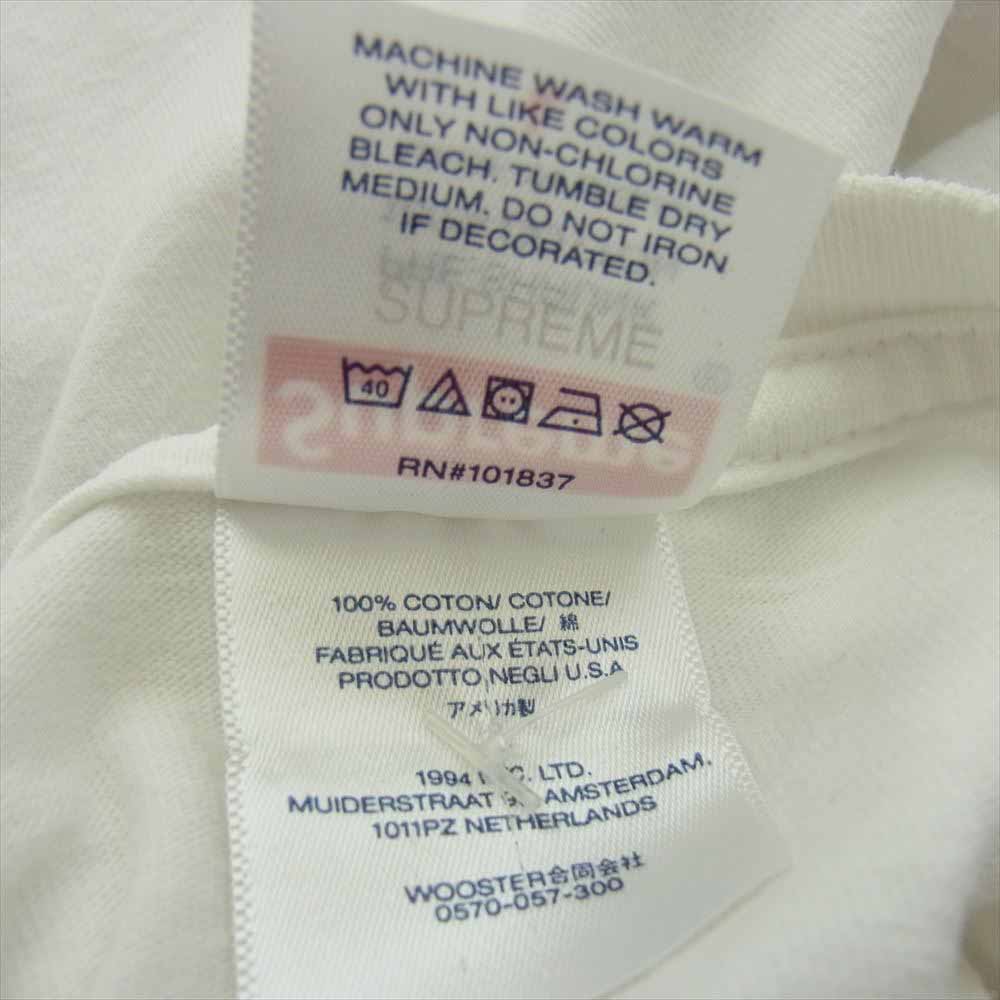 MACHINE WASH WARM
WITH LIKE COLORS
ONLY NON-CHLORINE
BLEACH. TUMBLE DRY
MEDIUM. DO NOT IRON
IF DECORATED.
SUPREME
40
Supreme
RN#101837
100% COTON/ COTONE/
BAUMWOLLE/ 綿
FABRIQUÉ AUX ÉTATS-UNIS
PRODOTTO NEGLI U.S.A
アメリカ製
1994 LTD.
MUIDERSTRAAT AMSTERDAM.
1011PZ NETHERLANDS
WOOSTER合同会社
0570-057-300